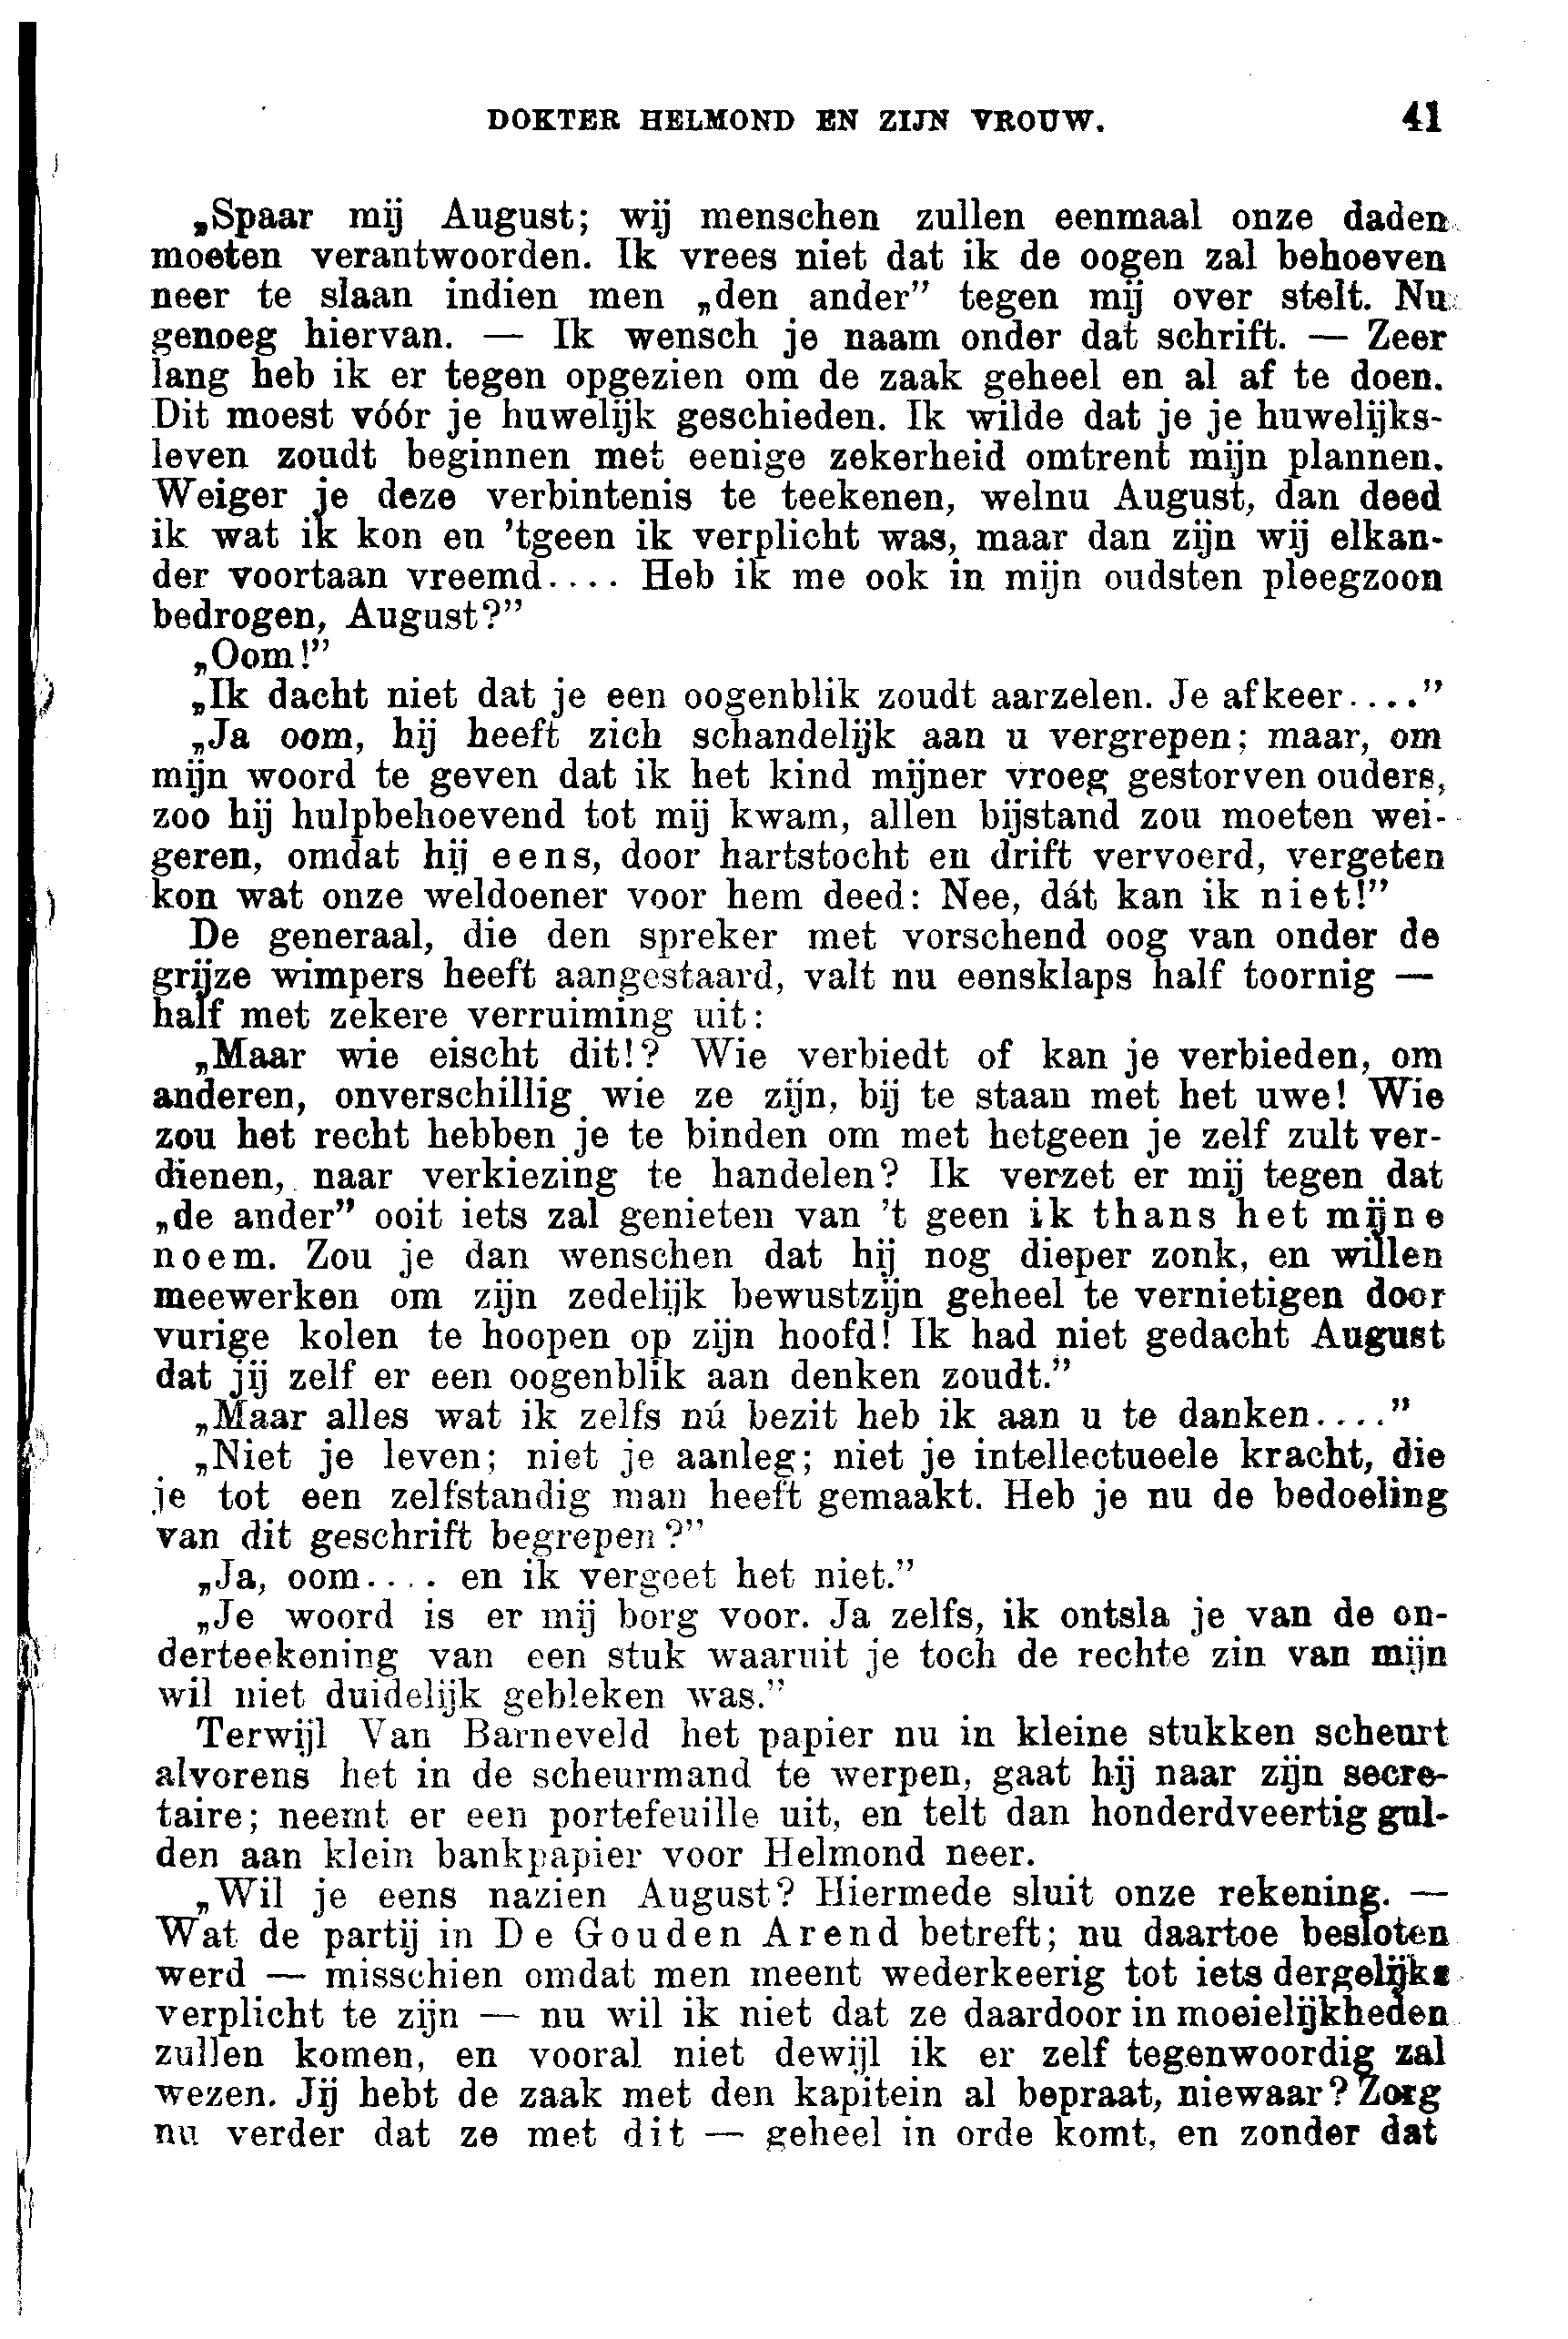 DOKTER HELMOND EN ZIJN VROUW. 41
„Spaar mij August; wij menschen zullen eenmaal onze daden
moeten verantwoorden. Ik vrees niet dat ik de oogen zal behoeven
neer te slaan indien men „den ander” tegen mij over stelt. Nu
genoeg hiervan. — Ik wensch je naam onder dat schrift. — Zeer
lang heb ik er tegen opgezien om de zaak geheel en al af te doen.
Dit moest vóór je huwelijk geschieden. Ik wilde dat je je huwelijks-
leven zoudt beginnen met eenige zekerheid omtrent mijn plannen.
Weiger je deze verbintenis te teekenen, welnu August, dan deed
ik wat ik kon en 'tgeen ik verplicht was, maar dan zijn wij elkan-
der voortaan vreemd.... Heb ik me ook in mijn oudsten pleegzoon
bedrogen, August?”
„Oom!”
„Ik dacht niet dat je een oogenblik zoudt aarzelen. Je afkeer....”
„Ja oom, hij heeft zich schandelijk aan u vergrepen; maar, om
mijn woord te geven dat ik het kind mijner vroeg gestorven ouders,
zoo hij hulpbehoevend tot mij kwam, allen bijstand zou moeten wei-
geren, omdat hij eens, door hartstocht en drift vervoerd, vergeten
kon wat onze weldoener voor hem deed: Nee, dát kan ik niet!”
De generaal, die den spreker met vorschend oog van onder de
grijze wimpers heeft aangestaard, valt nu eensklaps half toornig —
half met zekere verruiming uit:
„Maar wie eischt dit!? Wie verbiedt of kan je verbieden, om
anderen, onverschillig wie ze zijn, bij te staan met het uwe! Wie
zou het recht hebben je te binden om met hetgeen je zelf zult ver-
dienen, naar verkiezing te handelen? Ik verzet er mij tegen dat
„de ander” ooit iets zal genieten van 't geen ik thans het mijne
noem. Zou je dan wenschen dat hij nog dieper zonk, en willen
meewerken om zijn zedelijk bewustzijn geheel te vernietigen door
vurige kolen te hoopen op zijn hoofd! Ik had niet gedacht August
dat jij zelf er een oogenblik aan denken zoudt.”
„Maar alles wat ik zelfs nú bezit heb ik aan u te danken....”
„Niet je leven; niet je aanleg; niet je intellectueele kracht, die
je tot een zelfstandig man heeft gemaakt. Heb je nu de bedoeling
van dit geschrift begrepen?”
„Ja, oom.... en ik vergeet het niet.”
„Je woord is er mij borg voor. Ja zelfs, ik ontsla je van de on-
derteekening van een stuk waaruit je toch de rechte zin van mijn
wil niet duidelijk gebleken was.”
Terwijl Van Barneveld het papier nu in kleine stukken scheurt
alvorens het in de scheurmand te werpen, gaat hij naar zijn secre-
taire; neemt er een portefeuille uit, en telt dan honderdveertig gul-
den aan klein bankpapier voor Helmond neer.
„Wil je eens nazien August? Hiermede sluit onze rekening. —
Wat de partij in De Gouden Arend betreft; nu daartoe besloten
werd — misschien omdat men meent wederkeerig tot iets dergelijks
verplicht te zijn — nu wil ik niet dat ze daardoor in moeielijkheden
zullen komen, en vooral niet dewijl ik er zelf tegenwoordig zal
wezen. Jij hebt de zaak met den kapitein al bepraat, niewaar? Zorg
nu verder dat ze met dit — geheel in orde komt, en zonder dat